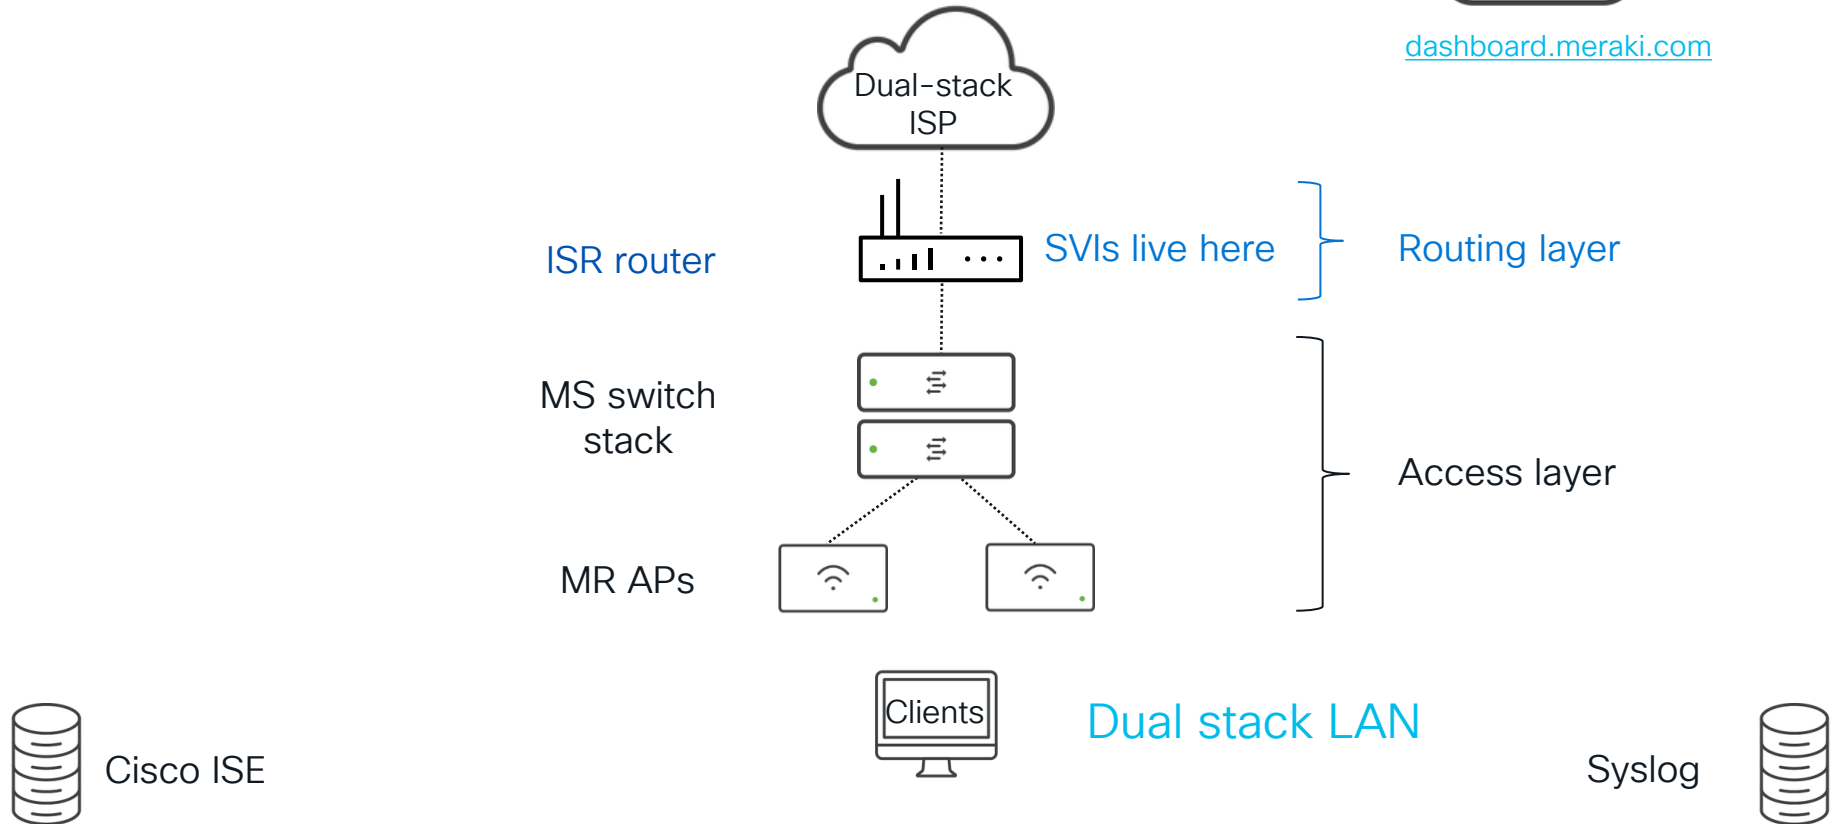 dashboard.meraki.com
Dual-stack
ISP
ISR router
SVIs live here
Routing layer
MS switch
stack
Access layer
MR APs
Clients
Dual stack LAN
Cisco ISE
Syslog